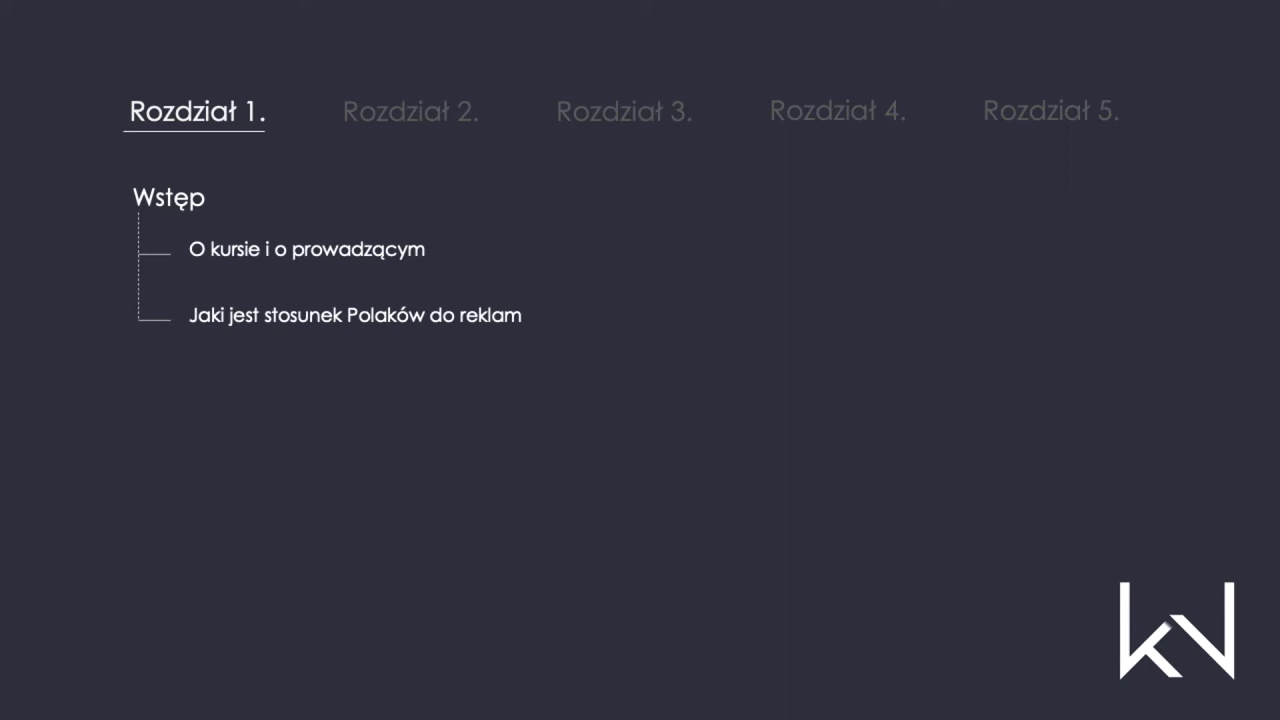 Rozdział 1. Rozdział 2. Rozdział 3. Rozdział 4. Rozdział 5.
Wstęp
O kursie i o prowadzącym
Jaki jest stosunek Polaków do reklam